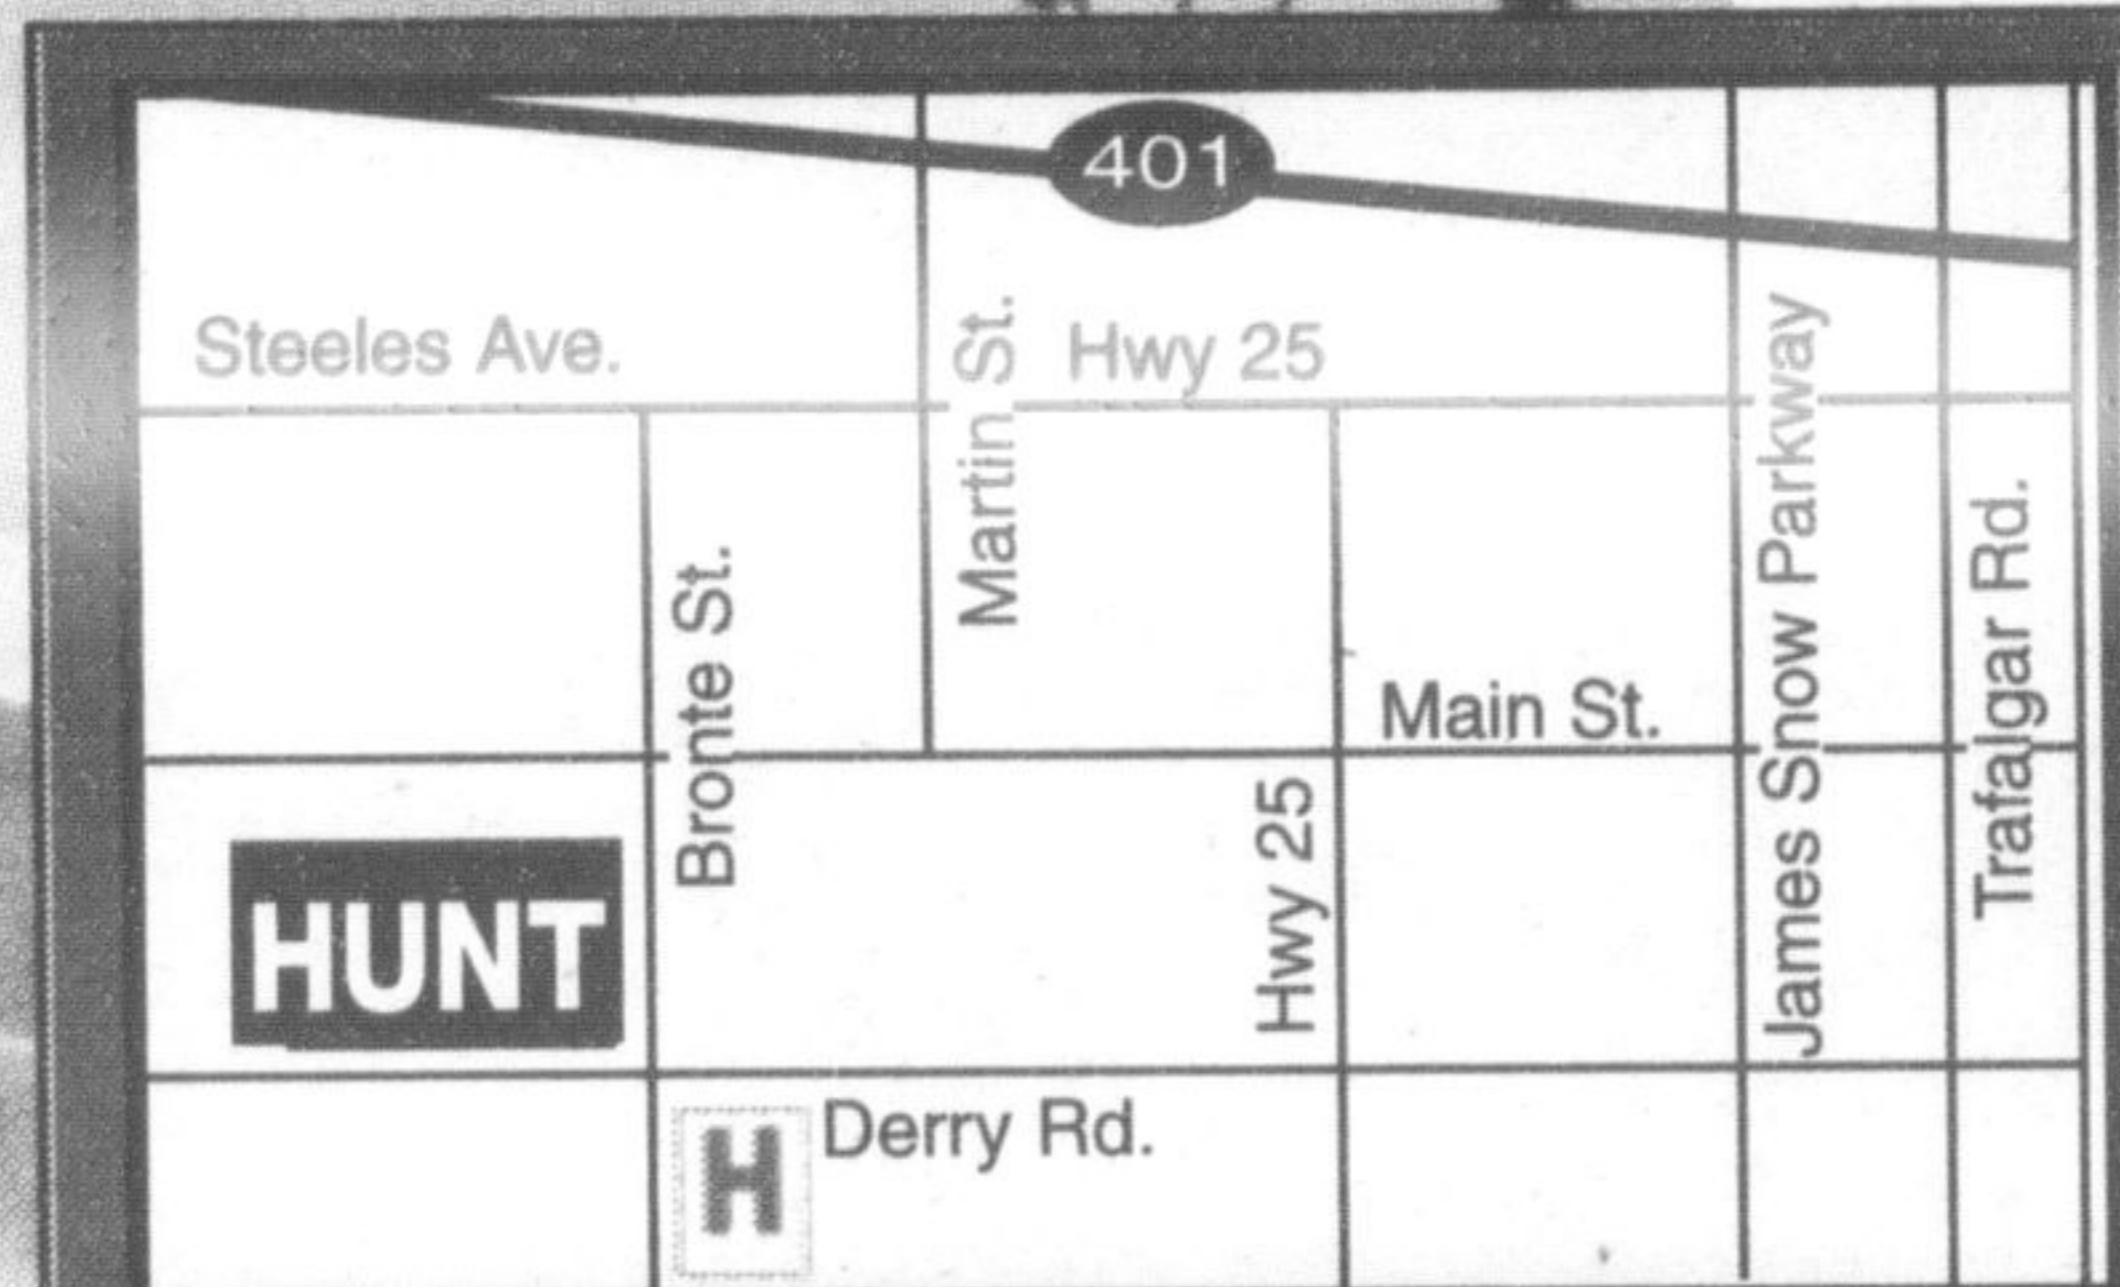 401
Steeles Ave.
Martin St.
Hwy 25
James Snow Parkway
Trafalgar Rd.
Bronte St.
Main St.
HUNT
Hwy 25
H
Derry Rd.